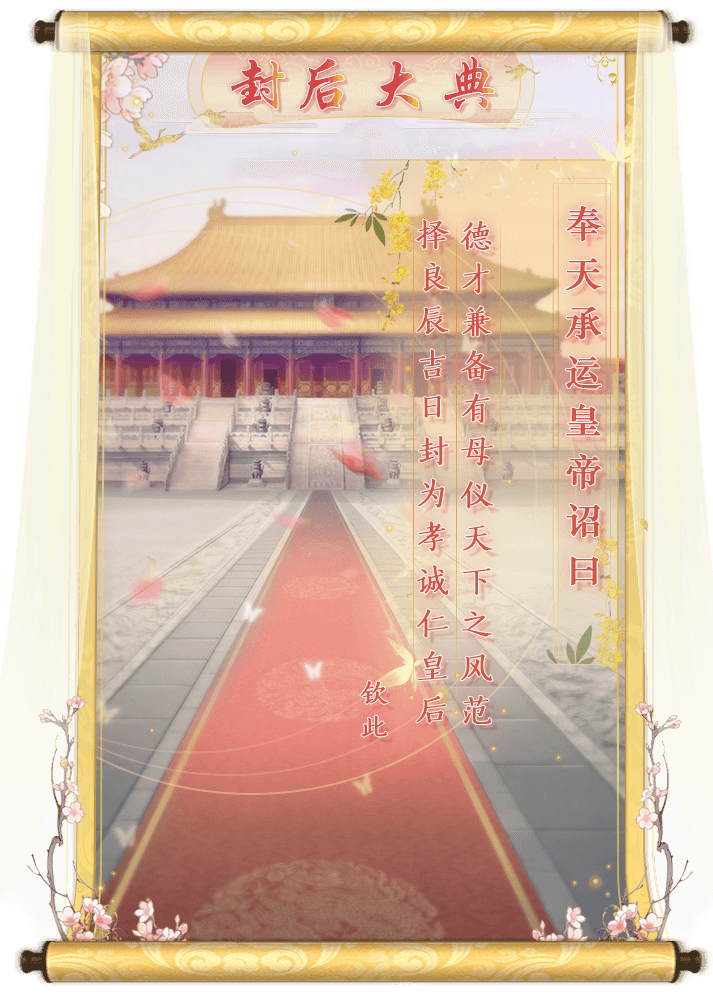 封后大典
奉天承运皇帝诏曰
德才兼备有母仪天下之风范
择良辰吉日封为孝诚仁皇后
钦此